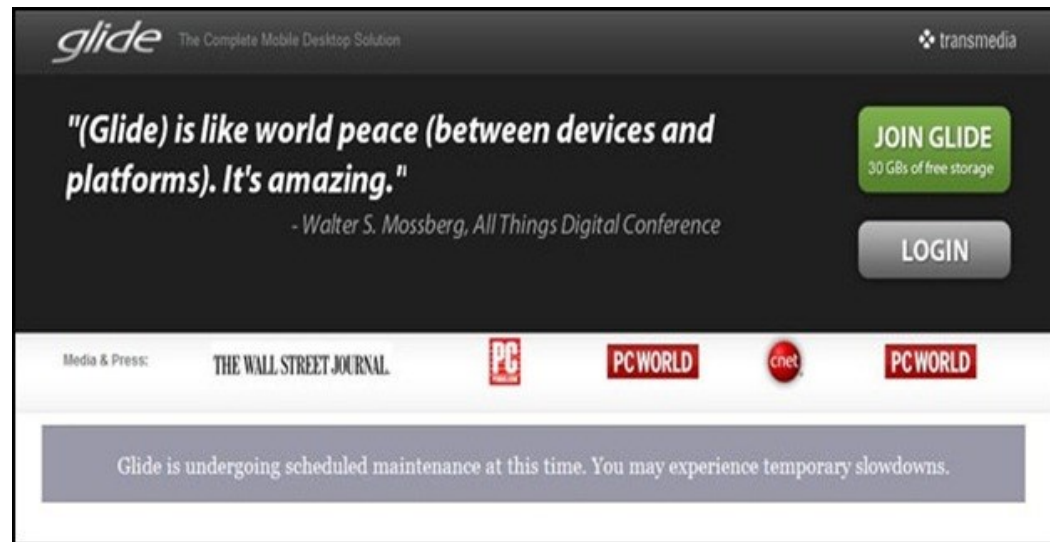 glide The Complete Mobile Desktop Solution
transmedia
"(Glide) is like world peace (between devices and
platforms). It's amazing."
- Walter S. Mossberg, All Things Digital Conference
JOIN GLIDE
30 GBs of free storage
LOGIN
Media & Press:
THE WALL STREET JOURNAL.
PC
PCWORLD
cnet
PCWORLD
Glide is undergoing scheduled maintenance at this time. You may experience temporary slowdowns.